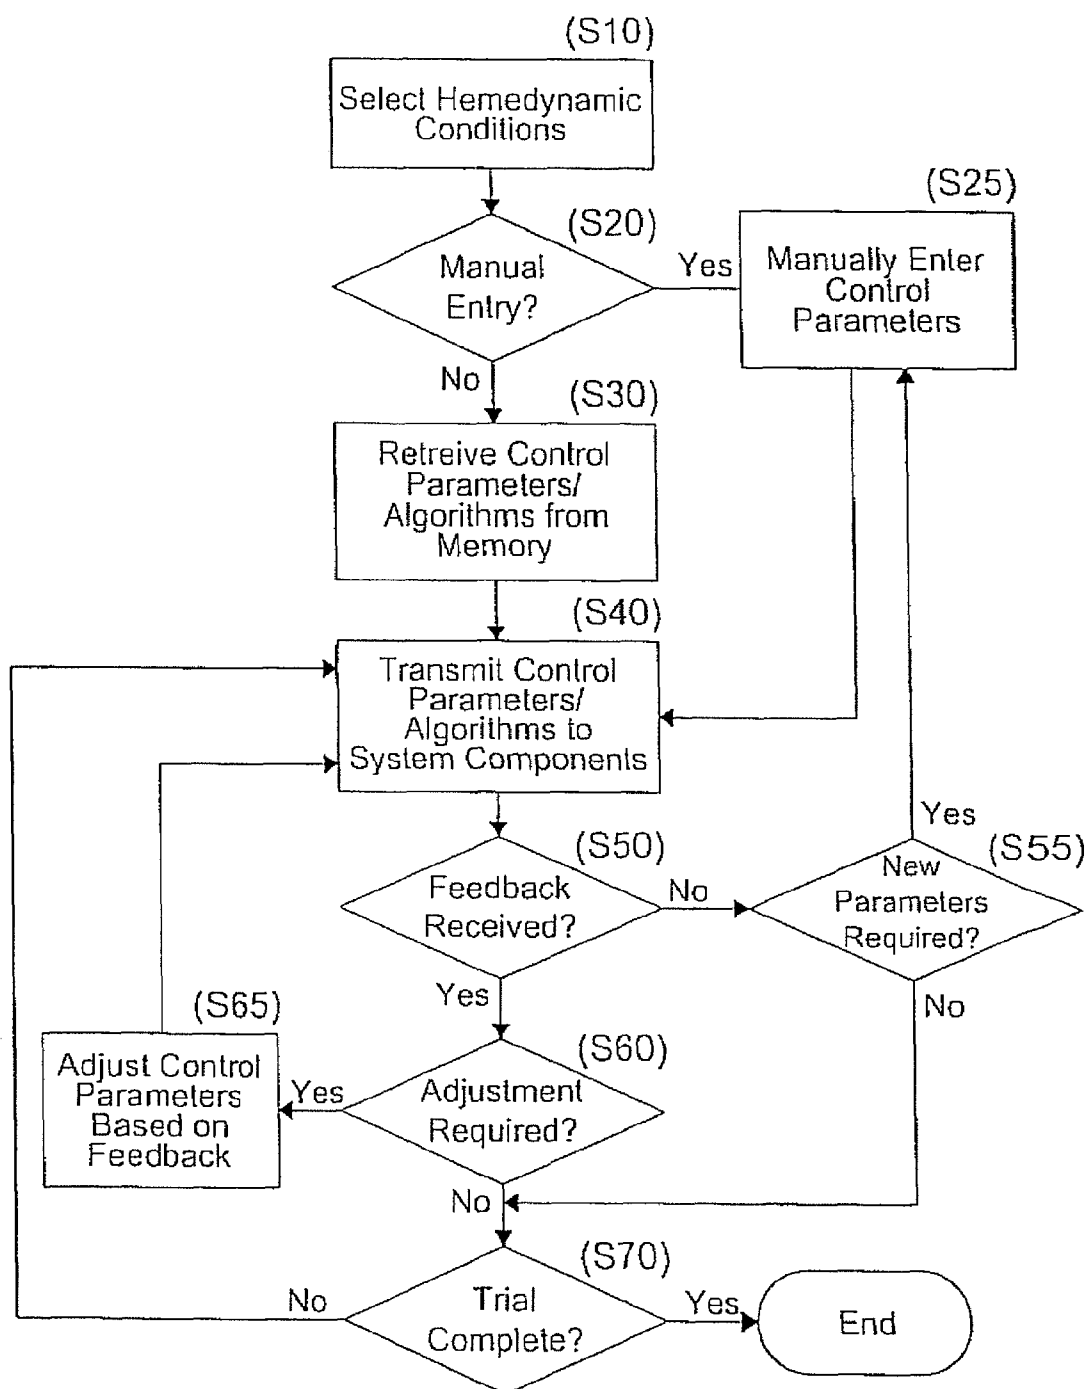 (S10)
Select Hemedynamic
Conditions
(S20)
Manual
Entry?
Yes
(S25)
Manually Enter
Control
Parameters
No
(S30)
Retreive Control
Parameters/
Algorithms from
Memory
(S40)
Transmit Control
Parameters/
Algorithms to
System Components
(S50)
Feedback
Received?
No
Yes
(S55)
New
Parameters
Required?
Yes
No
(S60)
Adjustment
Required?
Yes
(S65)
Adjust Control
Parameters
Based on
Feedback
No
(S70)
Trial
Complete?
No
Yes
End